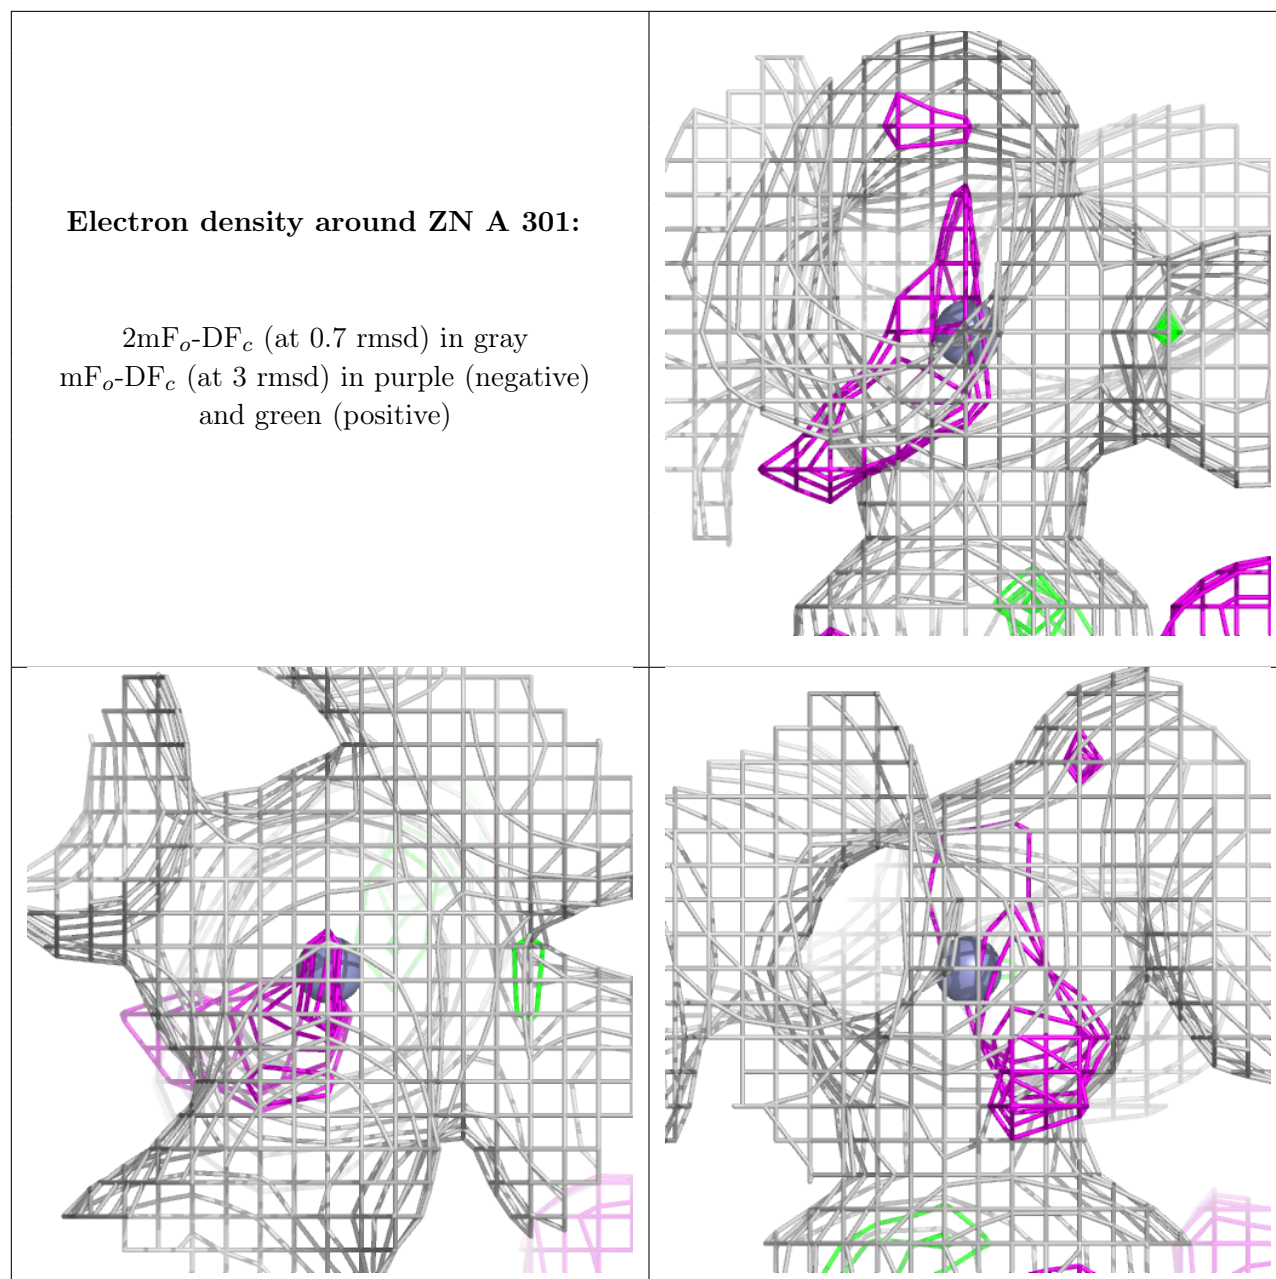 Electron density around ZN A 301:
2mFo-DFc (at 0.7 rmsd) in gray
mFo-DFc (at 3 rmsd) in purple (negative)
and green (positive)